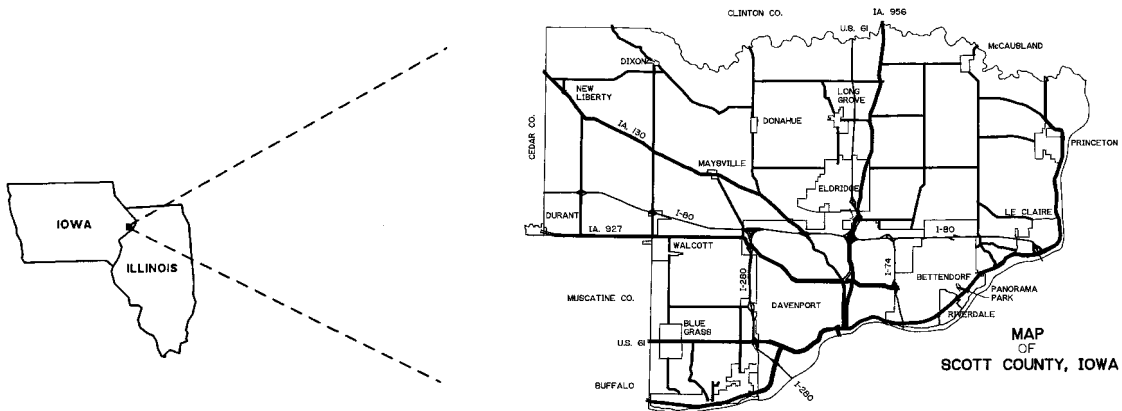 IOWA
ILLINOIS
CLINTON CO.
IA. 956
U.S. 61
McCAUSLAND
DIXON
NEW
LIBERTY
LONG
GROVE
DONAHUE
IA. 130
CEDAR CO.
PRINCETON
MAYSVILLE
ELDRIDGE
DURANT
I-80
LE CLAIRE
IA. 927
I-80
WALCOTT
I-280
I-74
BETTENDORF
PANORAMA
PARK
MUSCATINE CO.
DAVENPORT
RIVERDALE
BLUE
GRASS
U.S. 61
BUFFALO
I-280
MAP
OF
SCOTT COUNTY, IOWA